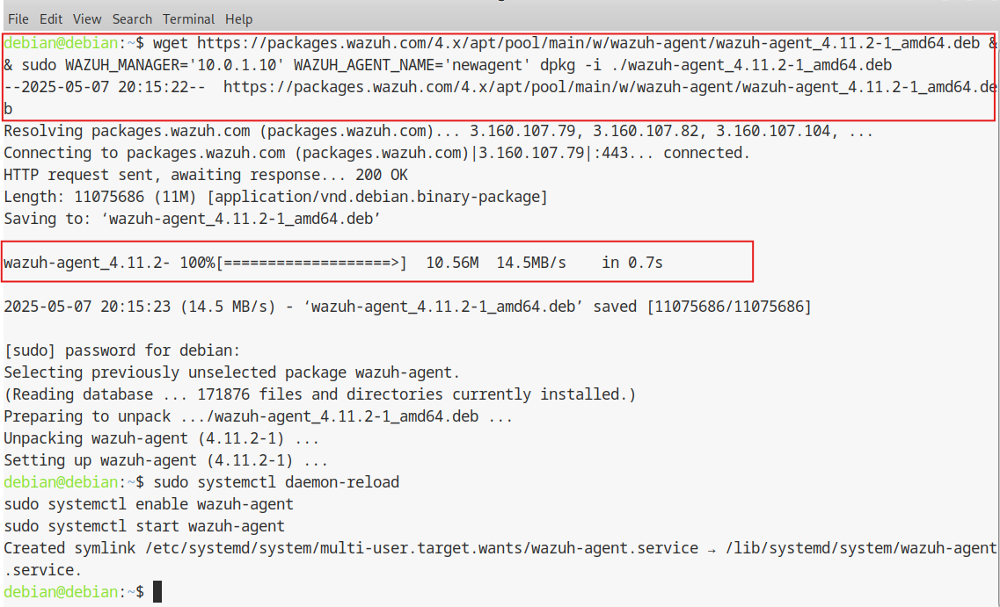 File Edit View Search Terminal Help
debian@debian:~$ wget https://packages.wazuh.com/4.x/apt/pool/main/w/wazuh-agent/wazuh-agent_4.11.2-1_amd64.deb &
& sudo WAZUH_MANAGER='10.0.1.10' WAZUH_AGENT_NAME='newagent' dpkg -i ./wazuh-agent_4.11.2-1_amd64.deb
--2025-05-07 20:15:22--  https://packages.wazuh.com/4.x/apt/pool/main/w/wazuh-agent/wazuh-agent_4.11.2-1_amd64.de
b
Resolving packages.wazuh.com (packages.wazuh.com)... 3.160.107.79, 3.160.107.82, 3.160.107.104, ...
Connecting to packages.wazuh.com (packages.wazuh.com)|3.160.107.79|:443... connected.
HTTP request sent, awaiting response... 200 OK
Length: 11075686 (11M) [application/vnd.debian.binary-package]
Saving to: ‘wazuh-agent_4.11.2-1_amd64.deb’
wazuh-agent_4.11.2- 100%[===================>]  10.56M  14.5MB/s    in 0.7s
2025-05-07 20:15:23 (14.5 MB/s) - ‘wazuh-agent_4.11.2-1_amd64.deb’ saved [11075686/11075686]
[sudo] password for debian:
Selecting previously unselected package wazuh-agent.
(Reading database ... 171876 files and directories currently installed.)
Preparing to unpack .../wazuh-agent_4.11.2-1_amd64.deb ...
Unpacking wazuh-agent (4.11.2-1) ...
Setting up wazuh-agent (4.11.2-1) ...
debian@debian:~$ sudo systemctl daemon-reload
sudo systemctl enable wazuh-agent
sudo systemctl start wazuh-agent
Created symlink /etc/systemd/system/multi-user.target.wants/wazuh-agent.service → /lib/systemd/system/wazuh-agent
.service.
debian@debian:~$